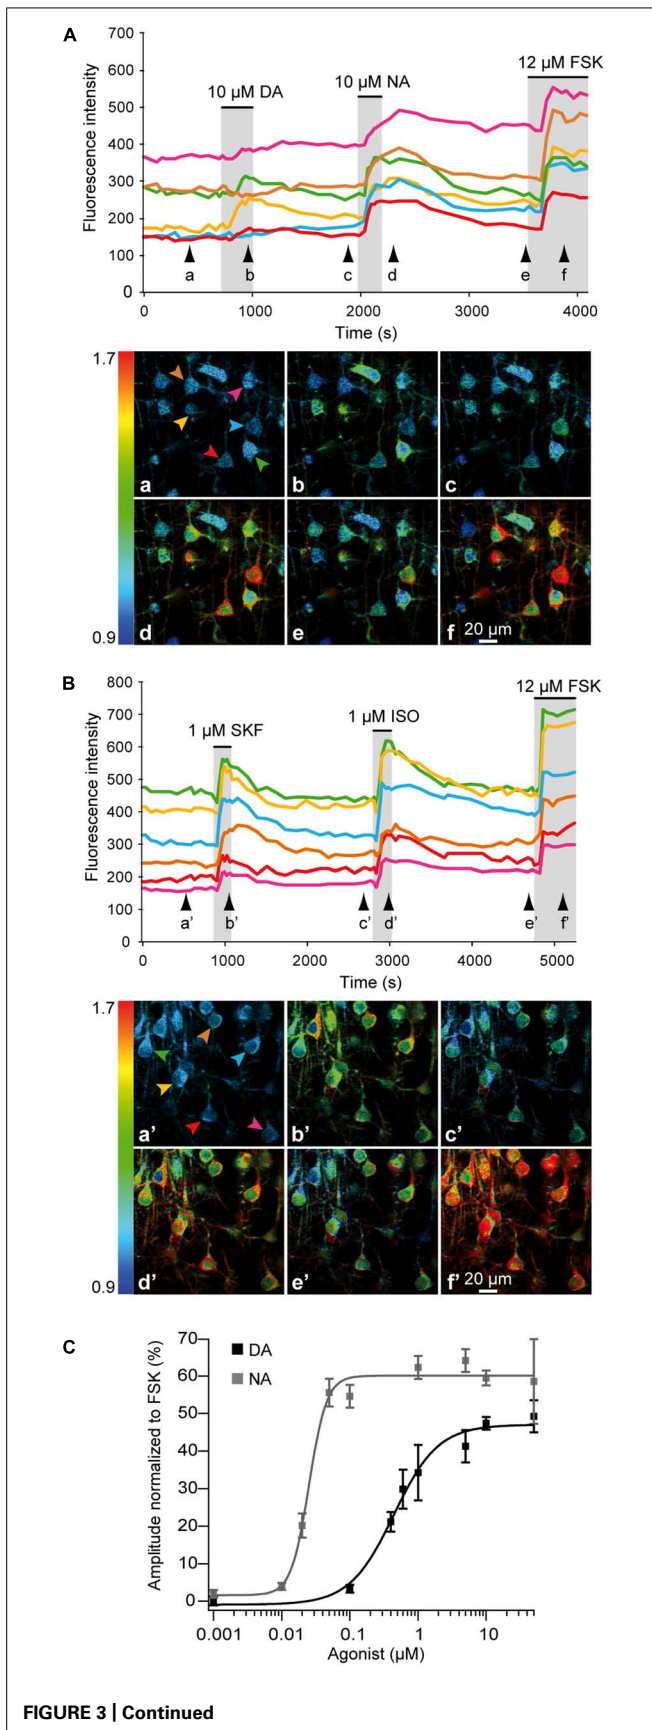 A
700
600
500
400
300
200
100
0
Fluorescence intensity
10 µM DA
10 µM NA
12 µM FSK
a
b
c
d
e
f
0 1000 2000 3000 4000
Time (s)
1.7
0.9
a b c
d e f
20 µm
B
800
700
600
500
400
300
200
100
0
Fluorescence intensity
1 µM SKF
1 µM ISO
12 µM FSK
a’ b’ c’ d’ e’ f’
0 1000 2000 3000 4000 5000
Time (s)
1.7
0.9
a’ b’ c’
d’ e’ f’
20 µm
C
70
60
50
40
30
20
10
0
Amplitude normalized to FSK (%)
DA
NA
0.001 0.01 0.1 1 10
Agonist (µM)
FIGURE 3 | Continued